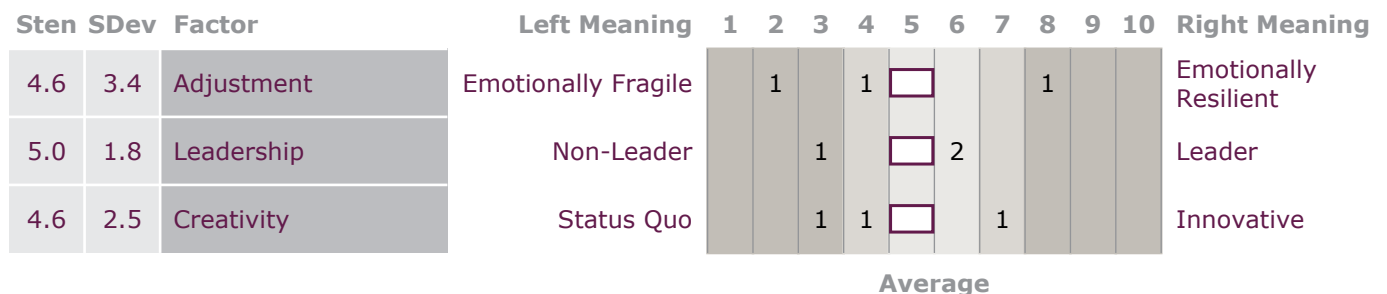 Sten SDev Factor Left Meaning 1 2 3 4 5 6 7 8 9 10 Right Meaning
4.6 3.4 Adjustment Emotionally Fragile 1 1 1 Emotionally
Resilient
5.0 1.8 Leadership Non-Leader 1 2 Leader
4.6 2.5 Creativity Status Quo 1 1 1 Innovative
Average